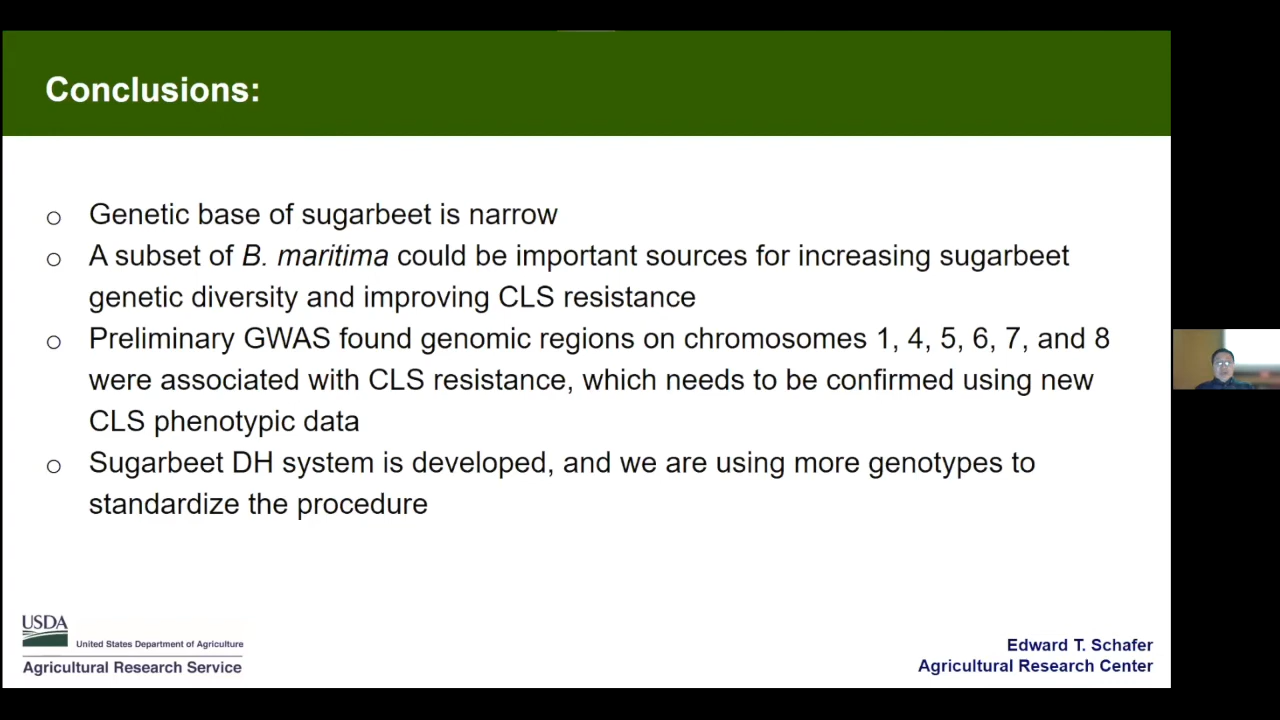 Conclusions:
o Genetic base of sugarbeet is narrow
o A subset of B. maritima could be important sources for increasing sugarbeet
genetic diversity and improving CLS resistance
o Preliminary GWAS found genomic regions on chromosomes 1, 4, 5, 6, 7, and 8
were associated with CLS resistance, which needs to be confirmed using new
CLS phenotypic data
o Sugarbeet DH system is developed, and we are using more genotypes to
standardize the procedure
USDA
United States Department of Agriculture
Agricultural Research Service
Edward T. Schafer
Agricultural Research Center